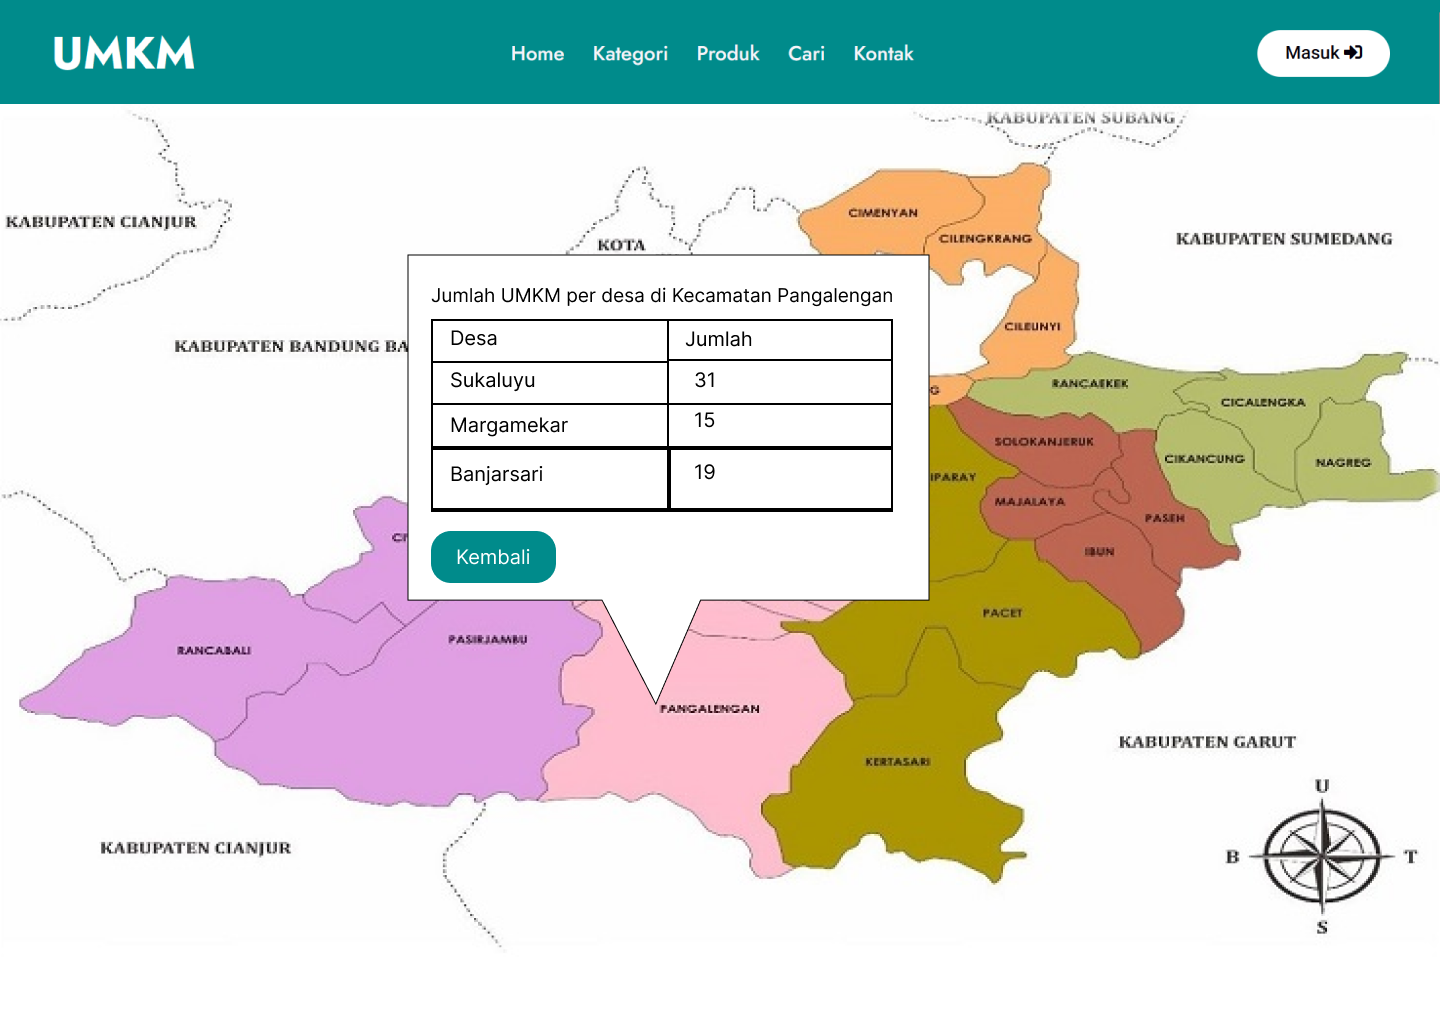 UMKM
Home Kategori Produk Cari Kontak
Masuk
KABUPATEN SUBANG
KABUPATEN CIANJUR
CIMENYAN
KOTA
CILENGKRANG
KABUPATEN SUMEDANG
Jumlah UMKM per desa di Kecamatan Pangalengan
CILEUNYI
Desa Jumlah
KABUPATEN BANDUNG BA
Sukaluyu 31
RANCAEKEK
G
CICALENGKA
Margamekar 15
SOLOKANJERUK
CIKANCUNG
NAGREG
Banjarsari 19
IPARAY
MAJALAYA
PASEH
CI
IBUN
Kembali
PACET
PASIRJAMBU
RANCABALI
PANGALENGAN
KABUPATEN GARUT
KERTASARI
U
KABUPATEN CIANJUR
B T
S